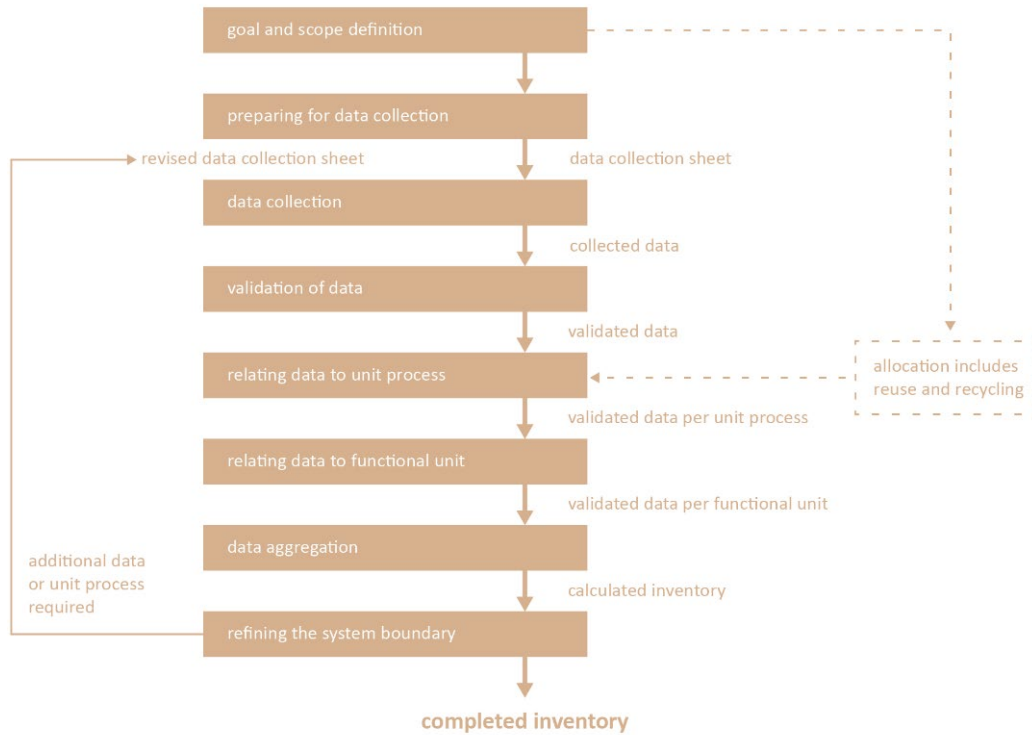 goal and scope definition
preparing for data collection
revised data collection sheet
data collection sheet
data collection
collected data
validation of data
validated data
allocation includes
reuse and recycling
relating data to unit process
validated data per unit process
relating data to functional unit
validated data per functional unit
data aggregation
additional data
or unit process
required
calculated inventory
refining the system boundary
completed inventory